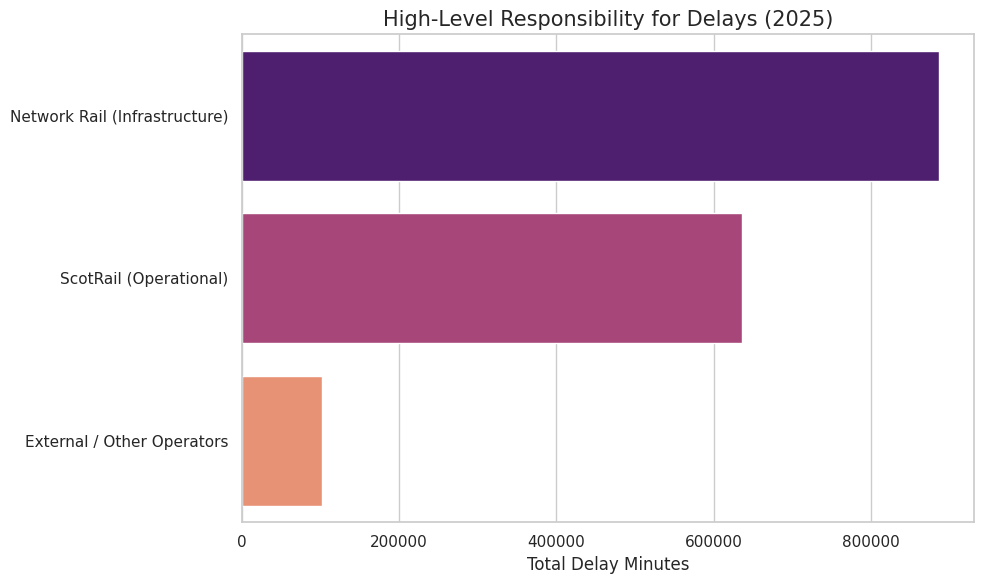 High-Level Responsibility for Delays (2025)
Network Rail (Infrastructure)
ScotRail (Operational)
External / Other Operators
0 200000 400000 600000 800000
Total Delay Minutes